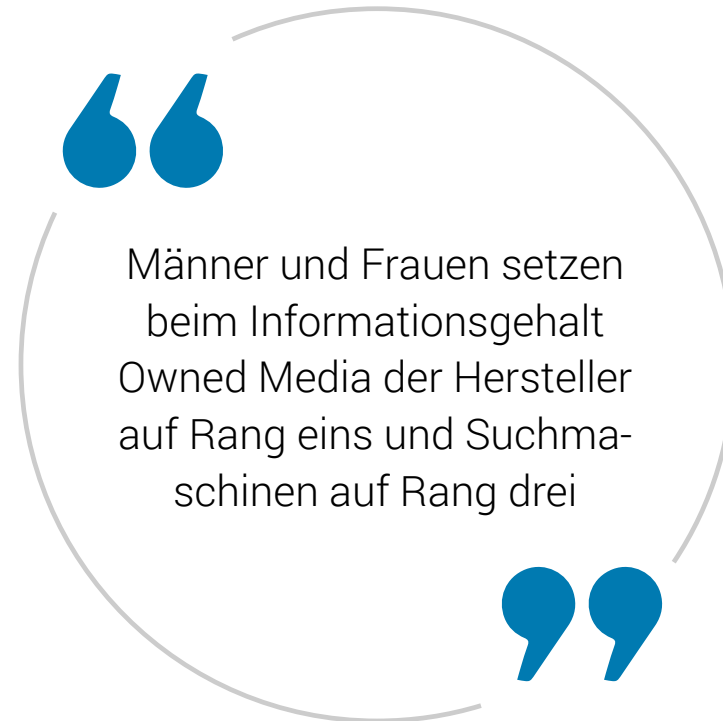 Männer und Frauen setzen
beim Informationsgehalt
Owned Media der Hersteller
auf Rang eins und Suchma-
schinen auf Rang drei